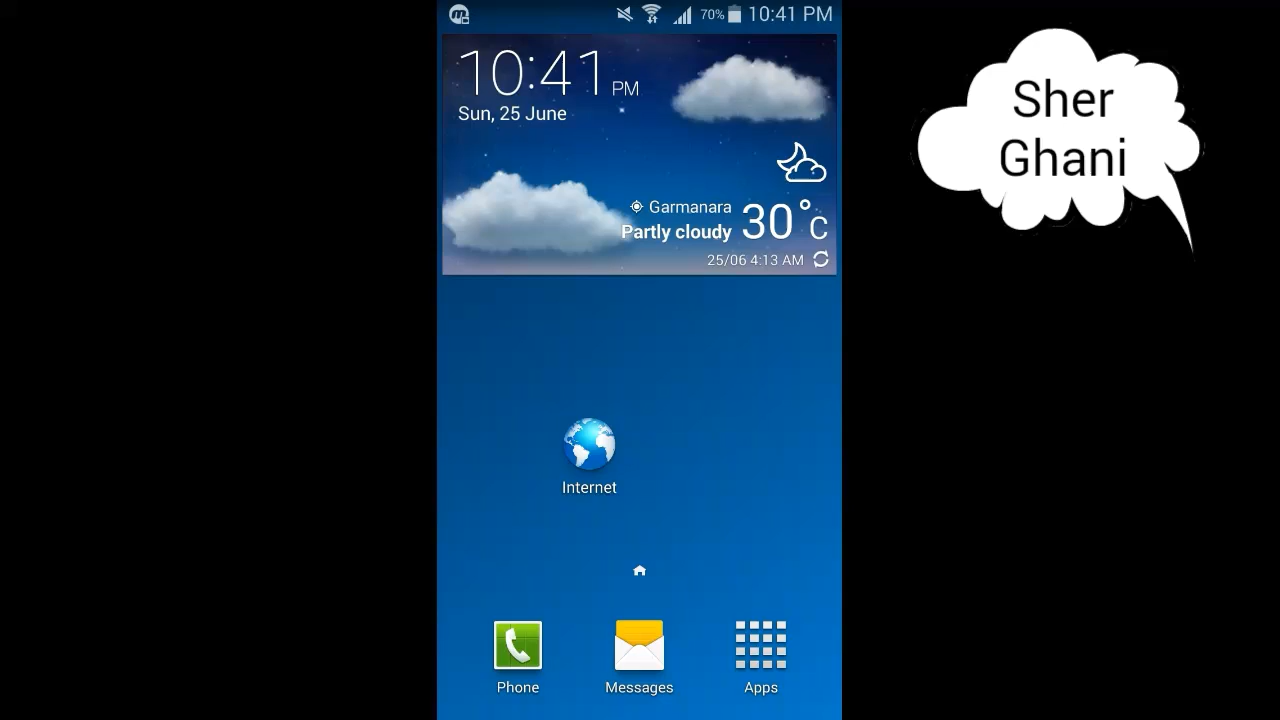 70% 10:41 PM
10:41 PM
Sun, 25 June
Garmanara
Partly cloudy 30°C
25/06 4:13 AM
Sher
Ghani
Internet
Phone Messages Apps